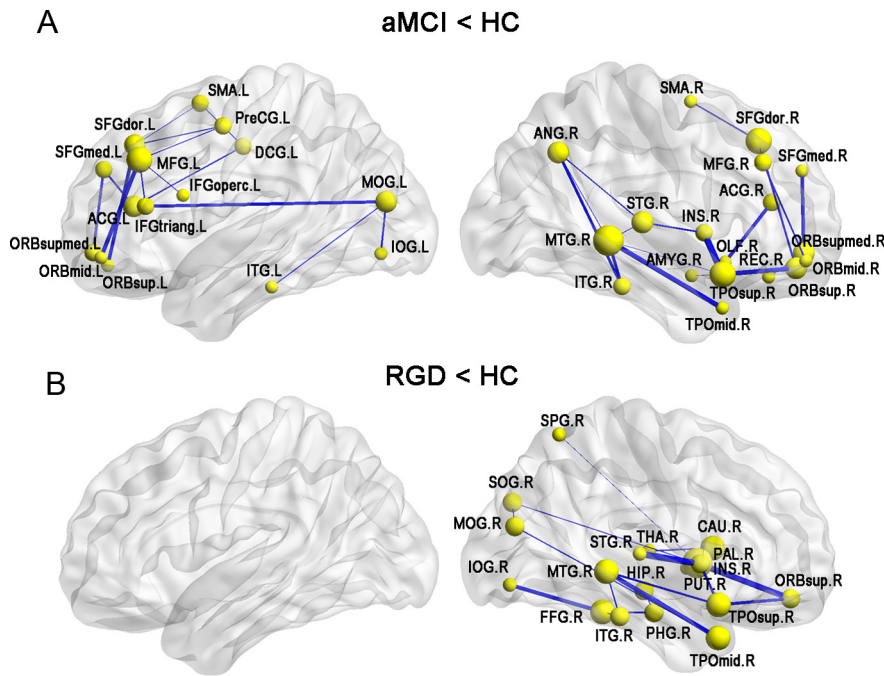 A
aMCI < HC
SMA.L
PreCG.L
SFGdor.L
DCG.L
SFGmed.L
MFG.L
IFGoperc.L
MOG.L
ACG.L
IFGtriang.L
ORBsupmed.L
IOG.L
ORBmid.L
ITG.L
ORBsup.L
SMA.R
SFGdor.R
ANG.R
MFG.R
SFGmed.R
ACG.R
STG.R
INS.R
MTG.R
OLF.R
ORBsupmed.R
AMYG.R
REC.R
ORBmid.R
ITG.R
TPOsup.R
ORBsup.R
TPOmid.R
B
RGD < HC
SPG.R
SOG.R
MOG.R
CAU.R
THA.R
STG.R
PAL.R
IOG.R
MTG.R
HIP.R
INS.R
PUT.R
ORBsup.R
FFG.R
PHG.R
TPOsup.R
ITG.R
TPOmid.R